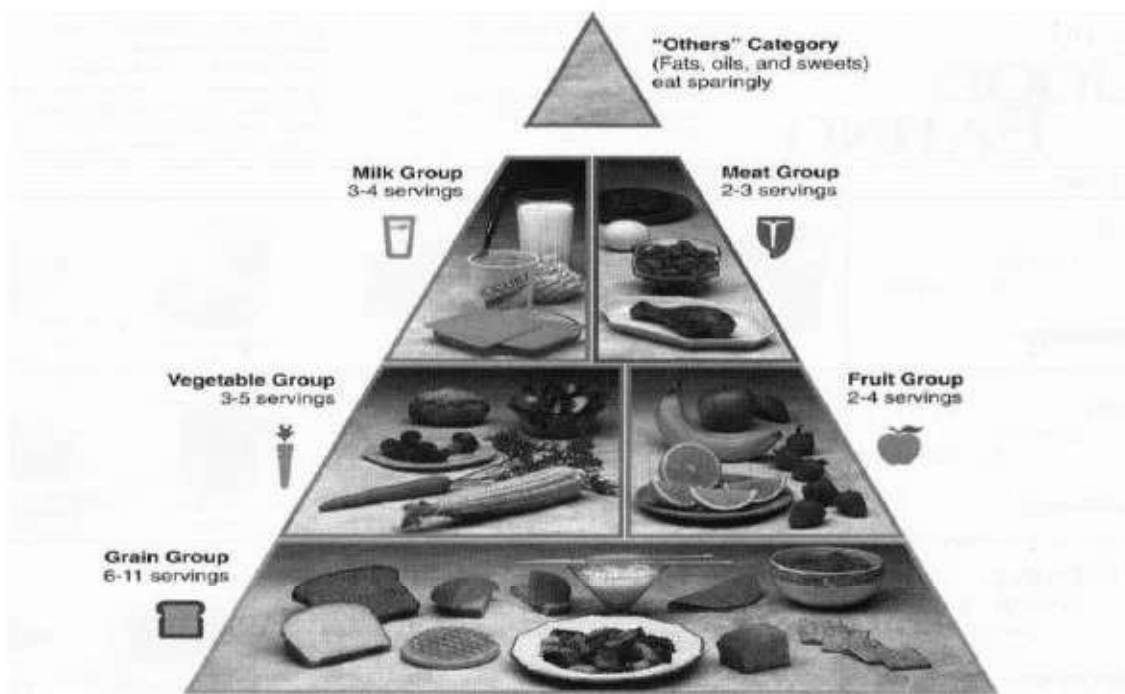 "Others" Category
(Fats, oils, and sweets)
eat sparingly
Milk Group
3-4 servings
Meat Group
2-3 servings
Vegetable Group
3-5 servings
Fruit Group
2-4 servings
Grain Group
6-11 servings